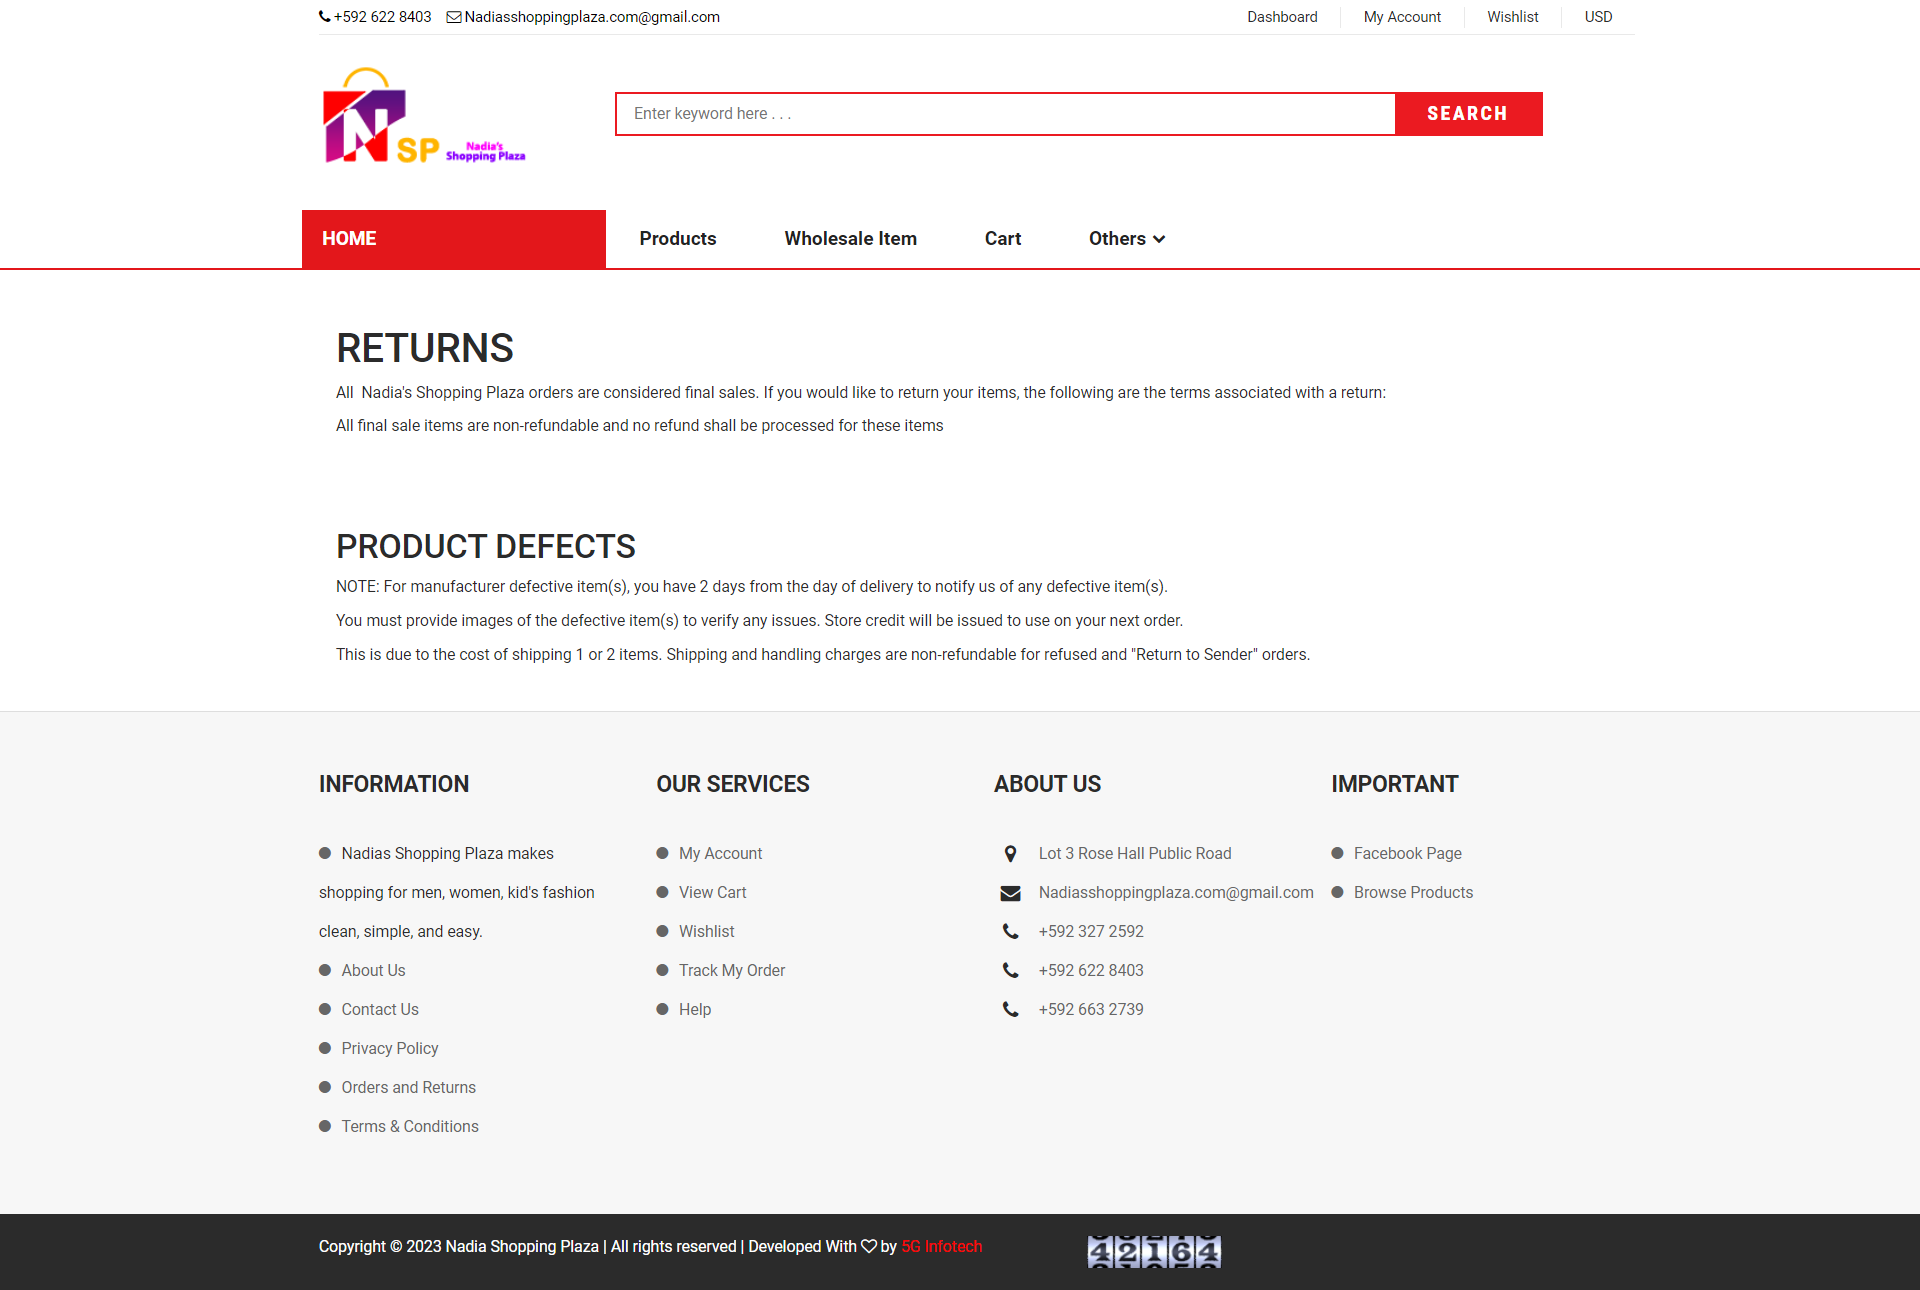 +592 622 8403 Nadiasshoppingplaza.com@gmail.com
Dashboard My Account Wishlist USD
N SP Nadia's
Shopping Plaza
Enter keyword here . . . SEARCH
HOME Products Wholesale Item Cart Others
RETURNS
All Nadia's Shopping Plaza orders are considered final sales. If you would like to return your items, the following are the terms associated with a return:
All final sale items are non-refundable and no refund shall be processed for these items
PRODUCT DEFECTS
NOTE: For manufacturer defective item(s), you have 2 days from the day of delivery to notify us of any defective item(s).
You must provide images of the defective item(s) to verify any issues. Store credit will be issued to use on your next order.
This is due to the cost of shipping 1 or 2 items. Shipping and handling charges are non-refundable for refused and "Return to Sender" orders.
INFORMATION
Nadias Shopping Plaza makes
shopping for men, women, kid's fashion
clean, simple, and easy.
About Us
Contact Us
Privacy Policy
Orders and Returns
Terms & Conditions
OUR SERVICES
My Account
View Cart
Wishlist
Track My Order
Help
ABOUT US
Lot 3 Rose Hall Public Road
Nadiasshoppingplaza.com@gmail.com
+592 327 2592
+592 622 8403
+592 663 2739
IMPORTANT
Facebook Page
Browse Products
Copyright © 2023 Nadia Shopping Plaza | All rights reserved | Developed With ♡ by 5G Infotech
42164